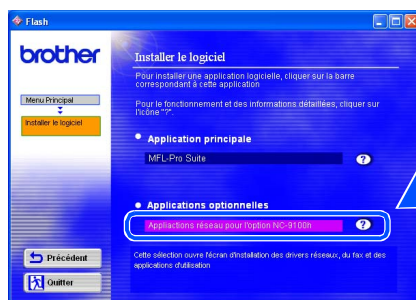 Flash
brother
Installer le logiciel
Pour installer une application logicielle, cliquer sur la barre
correspondant à cette application
Pour le fonctionnement et des informations détaillées, cliquer sur
l'icône "?".
Menu Principal
Installer le logiciel
Application principale
MFL-Pro Suite
?
Applications optionnelles
Appliactions réseau pour l'option NC-9100h
?
Cette sélection ouvre l'écran d'installation des drivers réseaux, du fax et des
applications d'utilisation
Précédent
Quitter